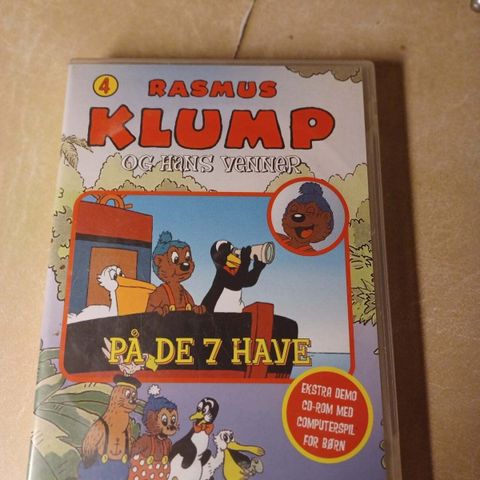 4
RASMUS
KLUMP
OG HANS VENNER
PÅ DE 7 HAVE
EKSTRA DEMO
CD-ROM MED
COMPUTERSPIL
FOR BØRN